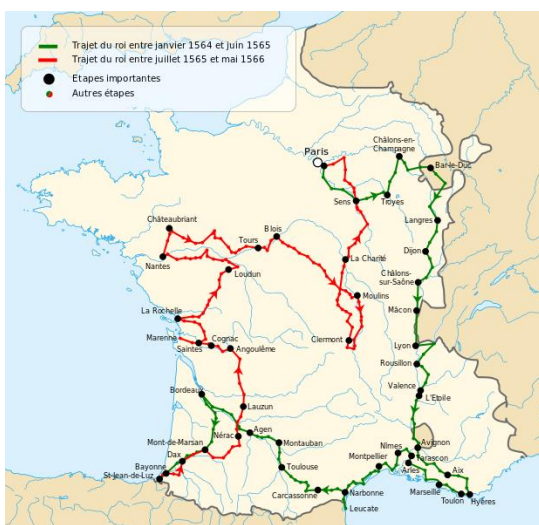 Trajet du roi entre janvier 1564 et juin 1565
Trajet du roi entre juillet 1565 et mai 1566
Etapes importantes
Autres étapes
Paris
Châlons-en-
Champagne
Bar-le-Duc
Sens
Troyes
Langres
Châteaubriant
Blois
Tours
Dijon
Nantes
La Charité
Loudun
Châlons-
sur-Saône
Moulins
La Rochelle
Mâcon
Marenne
Cognac
Saintes
Angoulême
Clermont
Lyon
Rousillon
Bordeaux
Valence
L'Etoile
Lauzun
Agen
Mont-de-Marsan
Nérac
Montauban
Nîmes
Avignon
Tarascon
Dax
Montpellier
Arles
Aix
Bayonne
Toulouse
St-Jean-de-Luz
Marseille
Carcassonne
Narbonne
Toulon
Hyères
Leucate